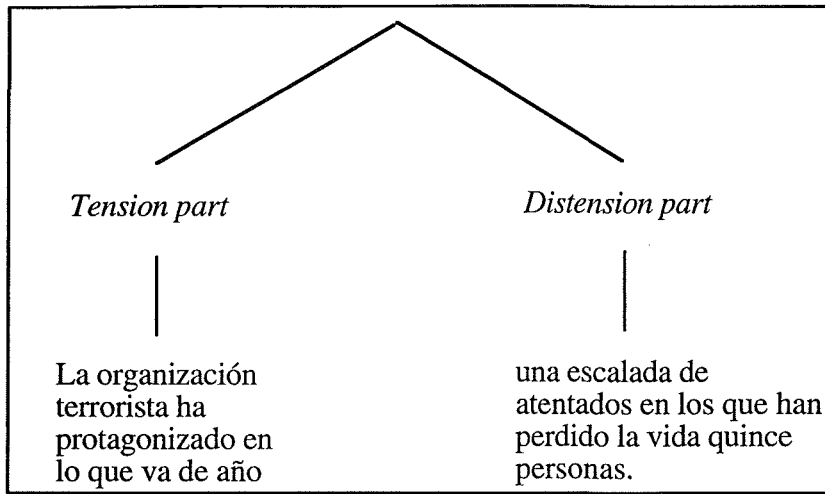 Tension part
Distension part
La organización
terrorista ha
protagonizado en
lo que va de año
una escalada de
atentados en los que han
perdido la vida quince
personas.